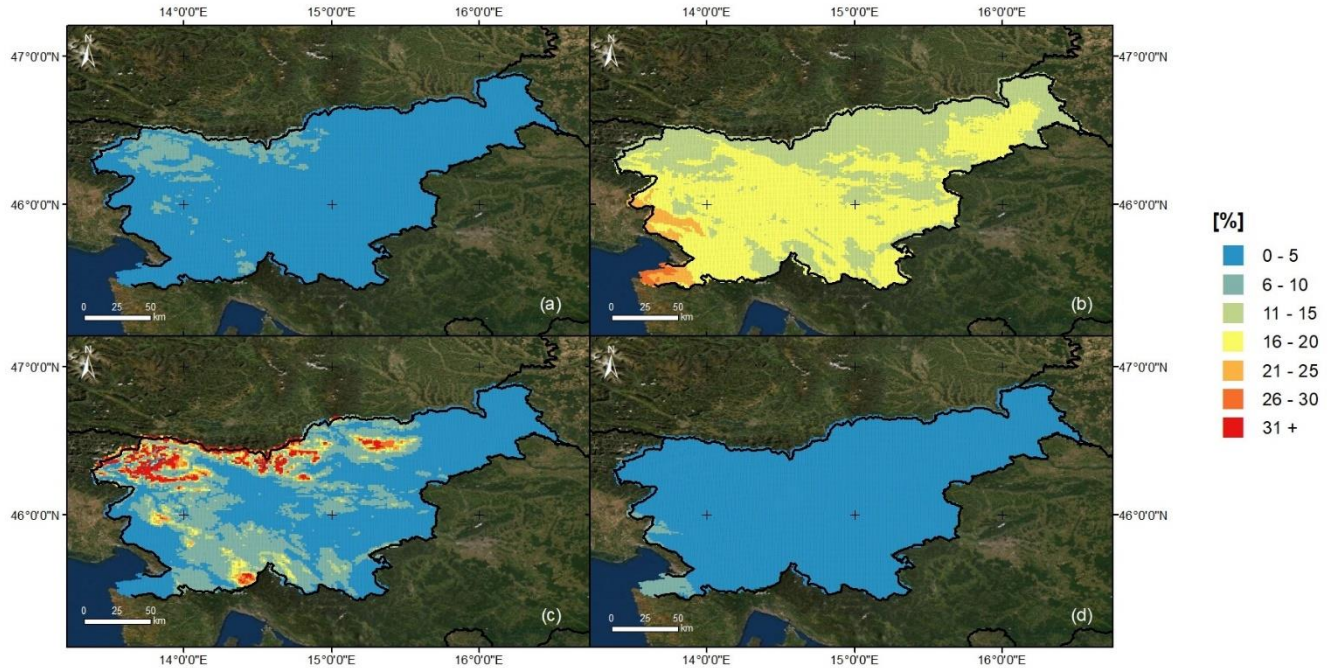 14°0'0"E 15°0'0"E 16°0'0"E 14°0'0"E 15°0'0"E 16°0'0"E
47°0'0"N N N 47°0'0"N
46°0'0"N 46°0'0"N
0 25 50 km (a) 0 25 50 km (b)
[%]
0 - 5
6 - 10
11 - 15
16 - 20
21 - 25
26 - 30
31 +
47°0'0"N N N 47°0'0"N
46°0'0"N 46°0'0"N
0 25 50 km (c) 0 25 50 km (d)
14°0'0"E 15°0'0"E 16°0'0"E 14°0'0"E 15°0'0"E 16°0'0"E